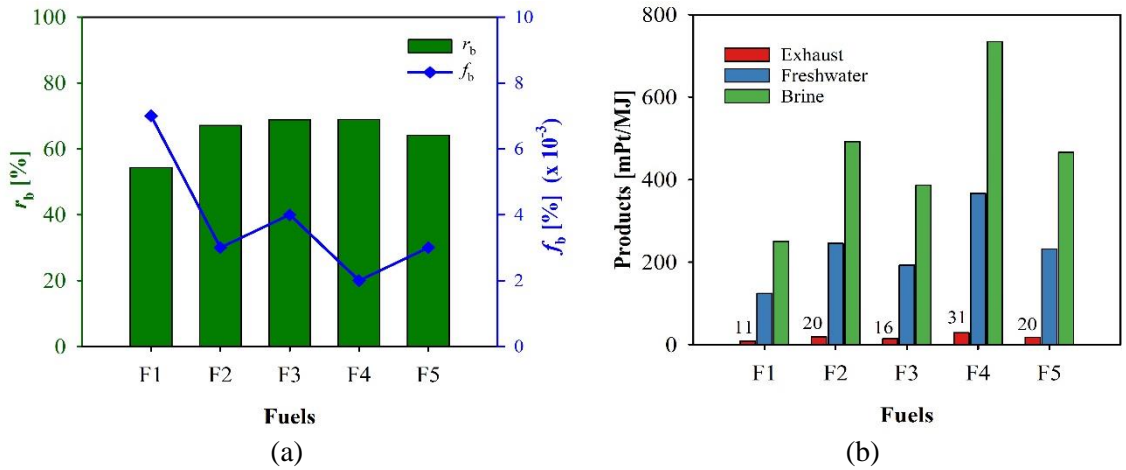 100
80
60
40
20
0
r_b [%]
r_b
f_b
10
8
6
4
2
0
f_b [%] (x 10^-3)
F1 F2 F3 F4 F5
Fuels
(a)
800
600
400
200
0
Products [mPt/MJ]
Exhaust
Freshwater
Brine
11 20 16 31 20
F1 F2 F3 F4 F5
Fuels
(b)